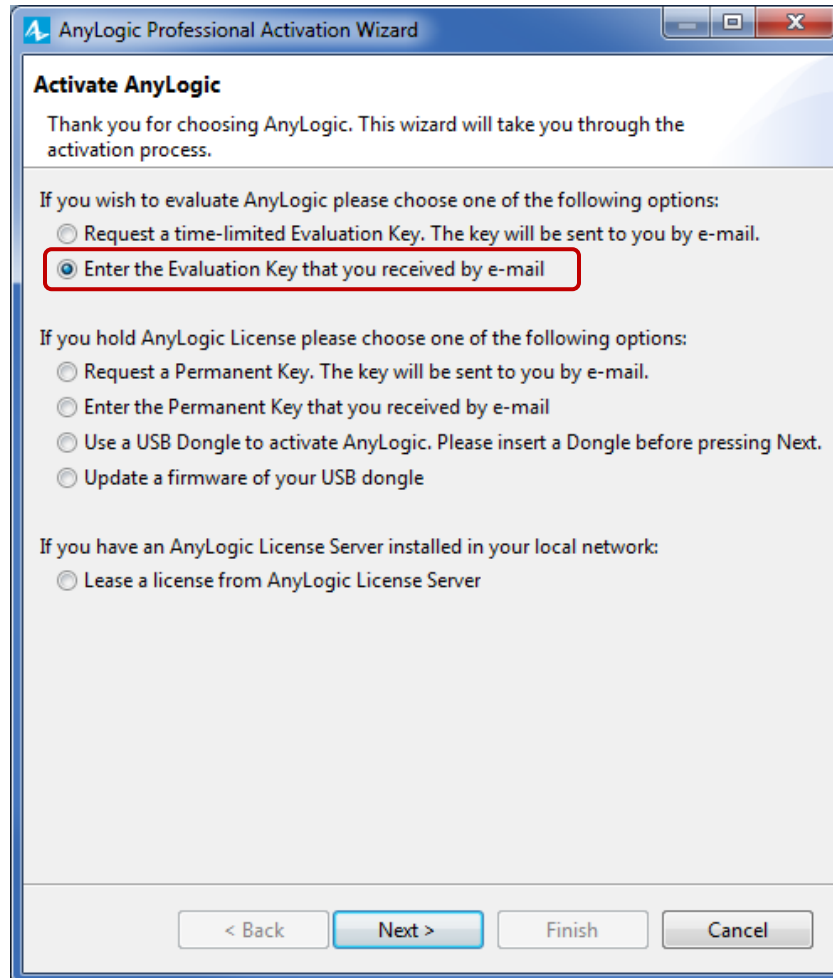 AnyLogic Professional Activation Wizard
Activate AnyLogic
Thank you for choosing AnyLogic. This wizard will take you through the
activation process.
If you wish to evaluate AnyLogic please choose one of the following options:
Request a time-limited Evaluation Key. The key will be sent to you by e-mail.
Enter the Evaluation Key that you received by e-mail
If you hold AnyLogic License please choose one of the following options:
Request a Permanent Key. The key will be sent to you by e-mail.
Enter the Permanent Key that you received by e-mail
Use a USB Dongle to activate AnyLogic. Please insert a Dongle before pressing Next.
Update a firmware of your USB dongle
If you have an AnyLogic License Server installed in your local network:
Lease a license from AnyLogic License Server
< Back Next > Finish Cancel